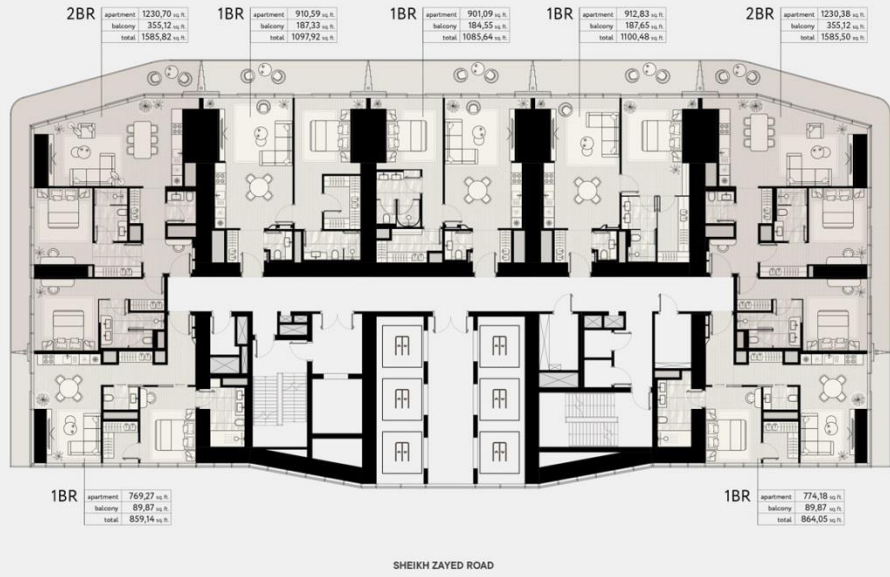 2BR
apartment 1230,70 sq. ft.
balcony 355,12 sq. ft.
total 1585,82 sq. ft.
1BR
apartment 910,59 sq. ft.
balcony 187,33 sq. ft.
total 1097,92 sq. ft.
1BR
apartment 901,09 sq. ft.
balcony 184,55 sq. ft.
total 1085,64 sq. ft.
1BR
apartment 912,83 sq. ft.
balcony 187,65 sq. ft.
total 1100,48 sq. ft.
2BR
apartment 1230,38 sq. ft.
balcony 355,12 sq. ft.
total 1585,50 sq. ft.
1BR
apartment 769,27 sq. ft.
balcony 89,87 sq. ft.
total 859,14 sq. ft.
1BR
apartment 774,18 sq. ft.
balcony 89,87 sq. ft.
total 864,05 sq. ft.
SHEIKH ZAYED ROAD